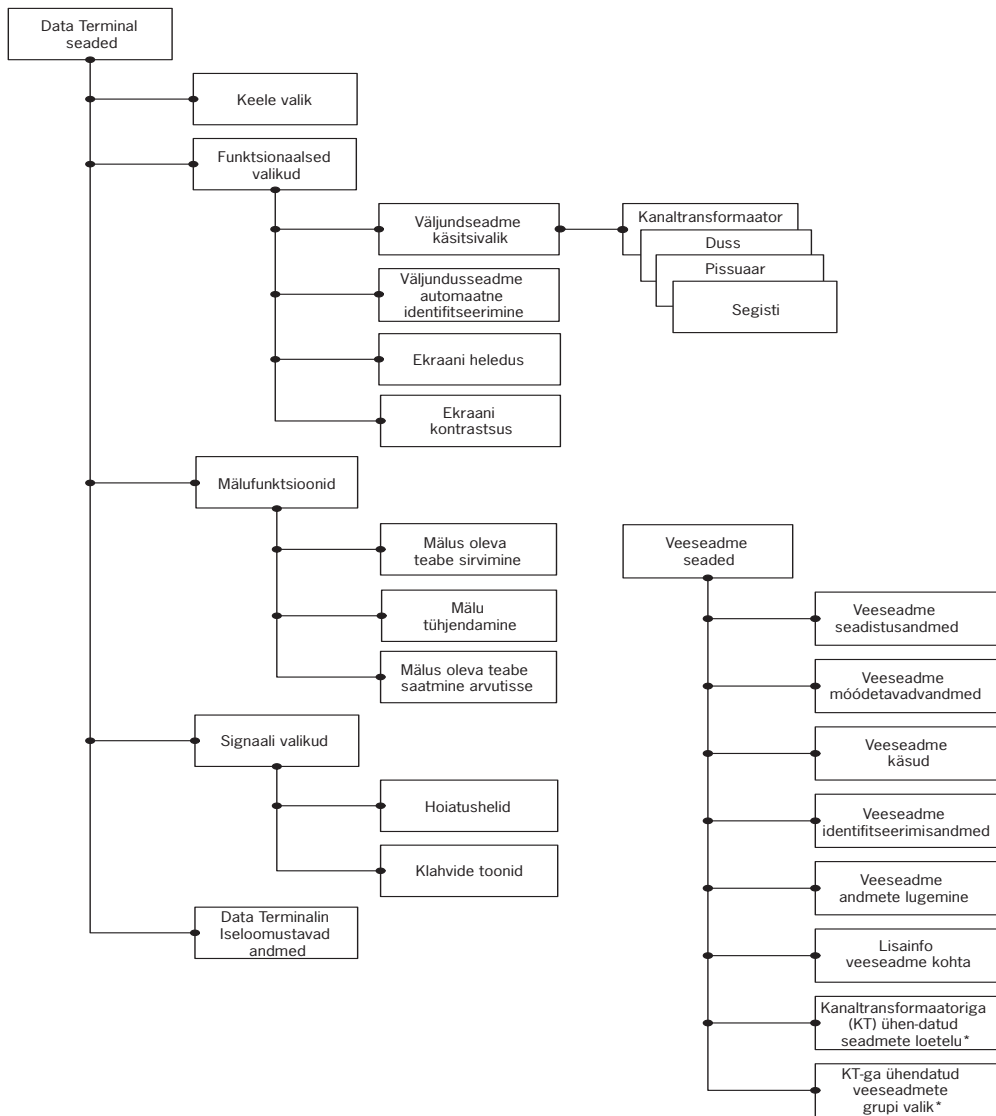 Data Terminal
seaded
Keele valik
Funktsionaalsed
valikud
Väljundseadme
käsitsivalik
Kanaltransformaator
Duss
Pissuaar
Segisti
Väljundusseadme
automaatne
identifitseerimine
Ekraani heledus
Ekraani
kontrastsus
Mälufunktsioonid
Mälus oleva
teabe sirvimine
Mälu
tühjendamine
Mälus oleva teabe
saatmine arvutisse
Signaali valikud
Hoiatushelid
Klahvide toonid
Data Terminalin
Iseloomustavad
andmed
Veeseadme
seaded
Veeseadme
seadistusandmed
Veeseadme
móódetavadvandmed
Veeseadme
käsud
Veeseadme
identifitseerimisandmed
Veeseadme
andmete lugemine
Lisainfo
veeseadme kohta
Kanaltransformaatoriga
(KT) ühen-datud
seadmete loetelu*
KT-ga ühendatud
veeseadmete
grupi valik*